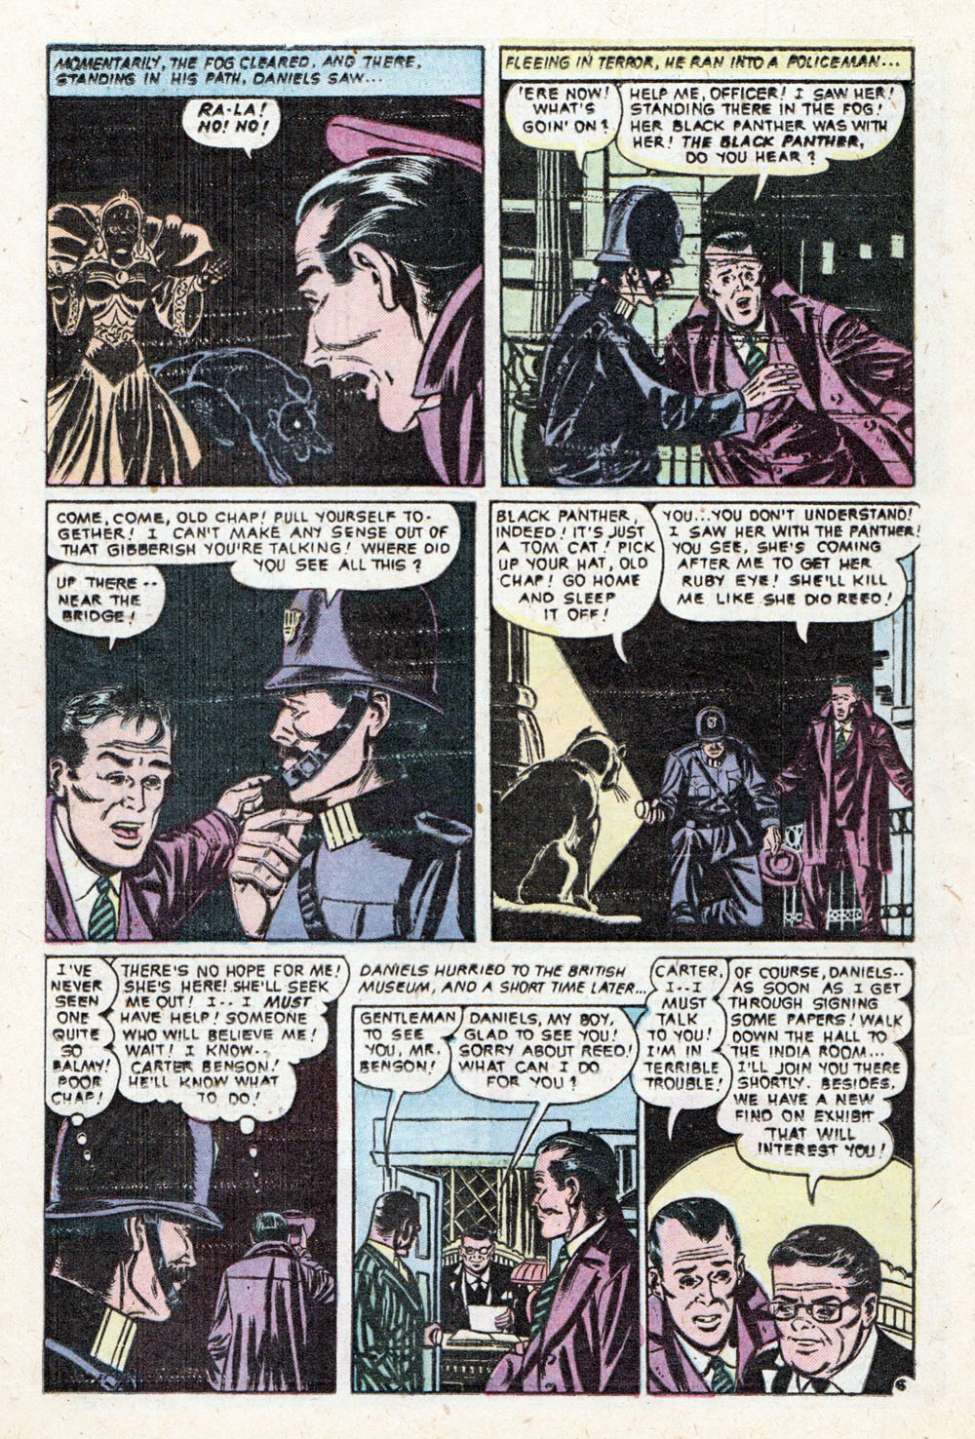 MOMENTARILY, THE FOG CLEARED, AND THERE,
STANDING IN HIS PATH, DANIELS SAW...
RA-LA!
NO! NO!
FLEEING IN TERROR, HE RAN INTO A POLICEMAN...
'ERE NOW!
WHAT'S
GOIN' ON?
HELP ME, OFFICER! I SAW HER!
STANDING THERE IN THE FOG!
HER BLACK PANTHER WAS WITH
HER! THE BLACK PANTHER,
DO YOU HEAR?
COME, COME, OLD CHAP! PULL YOURSELF TO-
GETHER! I CAN'T MAKE ANY SENSE OUT OF
THAT GIBBERISH YOU'RE TALKING! WHERE DID
YOU SEE ALL THIS?
UP THERE--
NEAR THE
BRIDGE!
BLACK PANTHER,
INDEED! IT'S JUST
A TOM CAT! PICK
UP YOUR HAT, OLD
CHAP! GO HOME
AND SLEEP
IT OFF!
YOU...YOU DON'T UNDERSTAND!
I SAW HER WITH THE PANTHER!
YOU SEE, SHE'S COMING
AFTER ME TO GET HER
RUBY EYE! SHE'LL KILL
ME LIKE SHE DID REED!
I'VE
NEVER
SEEN
ONE
QUITE
SO
BALMY!
POOR
CHAP!
THERE'S NO HOPE FOR ME!
SHE'S HERE! SHE'LL SEEK
ME OUT! I-- I MUST
HAVE HELP! SOMEONE
WHO WILL BELIEVE ME!
WAIT! I KNOW--
CARTER BENSON!
HE'LL KNOW WHAT
TO DO!
DANIELS HURRIED TO THE BRITISH
MUSEUM, AND A SHORT TIME LATER...
GENTLEMAN
TO SEE
YOU, MR.
BENSON!
DANIELS, MY BOY,
GLAD TO SEE YOU!
SORRY ABOUT REED!
WHAT CAN I DO
FOR YOU?
CARTER,
I--I
MUST
TALK
TO YOU!
I'M IN
TERRIBLE
TROUBLE!
OF COURSE, DANIELS--
AS SOON AS I GET
THROUGH SIGNING
SOME PAPERS! WALK
DOWN THE HALL TO
THE INDIA ROOM...
I'LL JOIN YOU THERE
SHORTLY. BESIDES,
WE HAVE A NEW
FIND ON EXHIBIT
THAT WILL
INTEREST YOU!
6